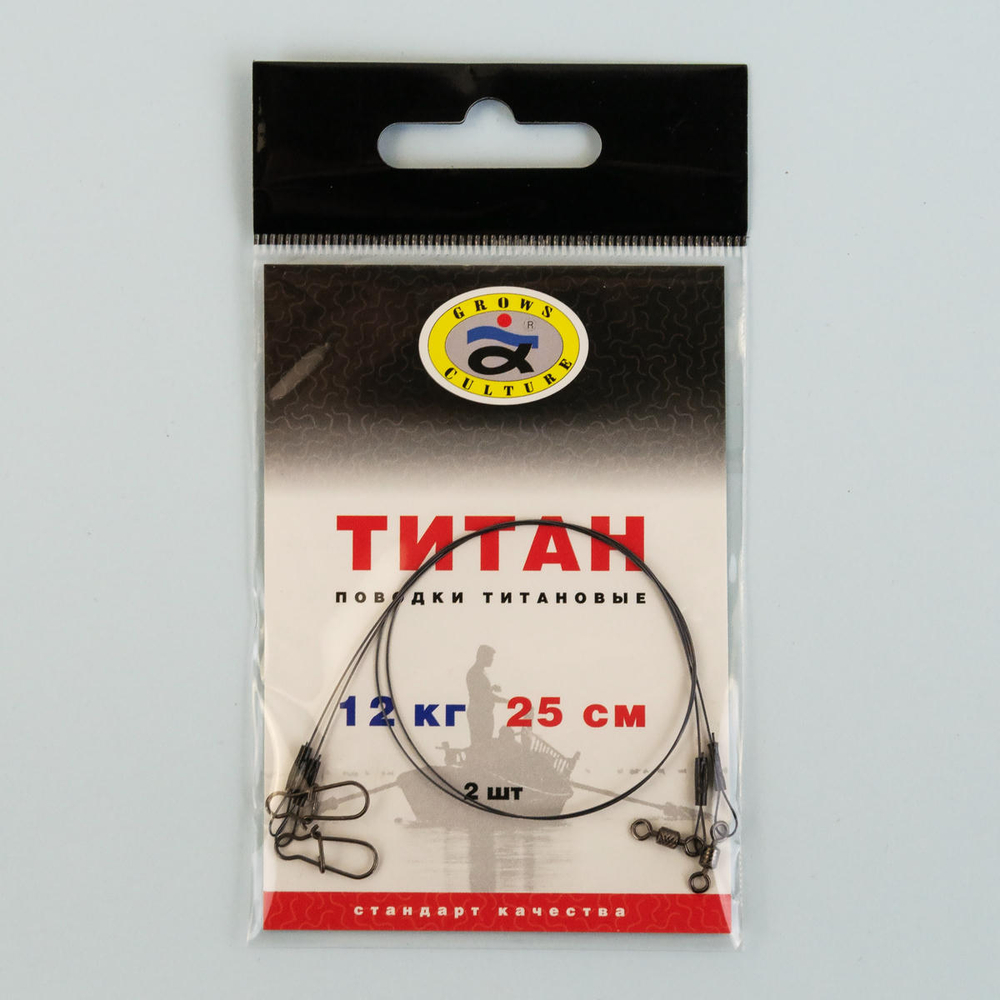 GROWS
®
CULTURE
ТИТАН
ПОВОДКИ ТИТАНОВЫЕ
12 кг 25 см
2 шт
стандарт качества